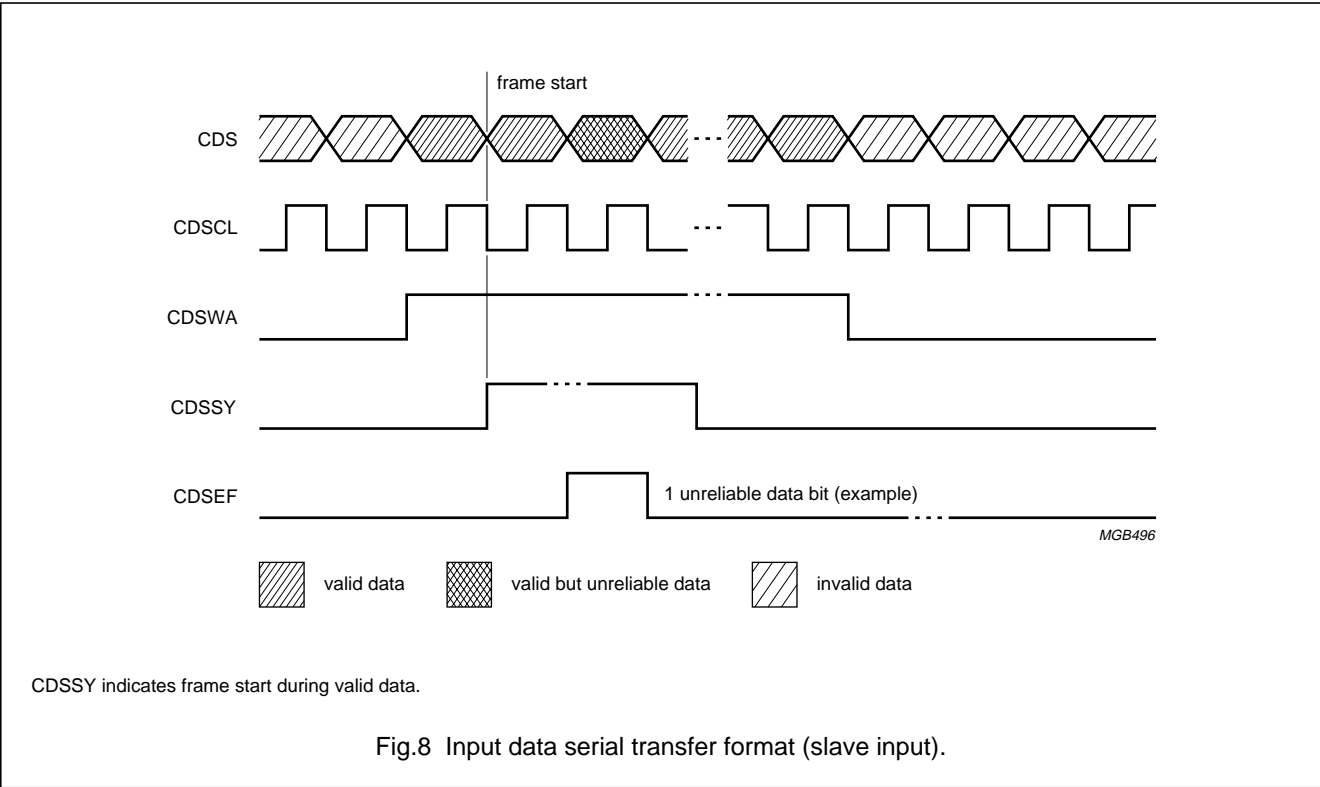 frame start
CDS
CDSCL
CDSWA
CDSSY
CDSEF
1 unreliable data bit (example)
MGB496
valid data
valid but unreliable data
invalid data
CDSSY indicates frame start during valid data.
Fig.8 Input data serial transfer format (slave input).